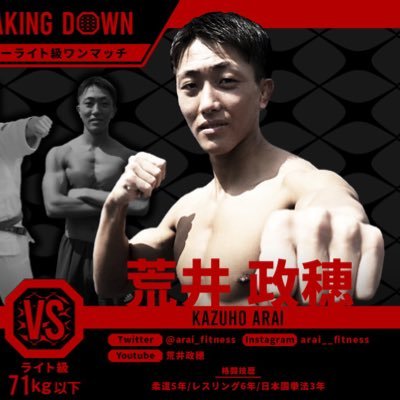 AKING DOWN
ーライト級ワンマッチ
荒井 政穂
KAZUHO ARAI
VS
Twitter @arai_fitness Instagram arai__fitness
Youtube 荒井政穂
ライト級
71kg以下
格闘技歴
柔道5年/レスリング6年/日本国拳法3年